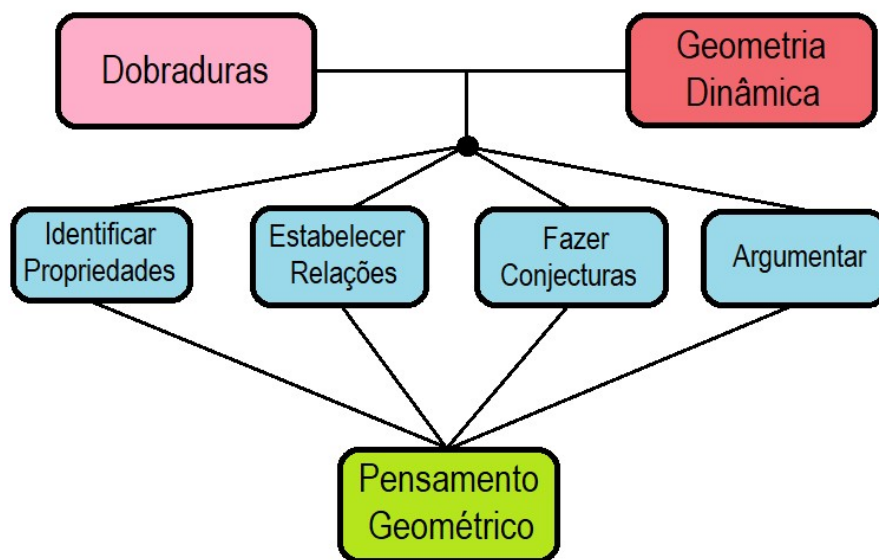 Dobraduras
Geometria
Dinâmica
Identificar
Propriedades
Estabelecer
Relações
Fazer
Conjecturas
Argumentar
Pensamento
Geométrico